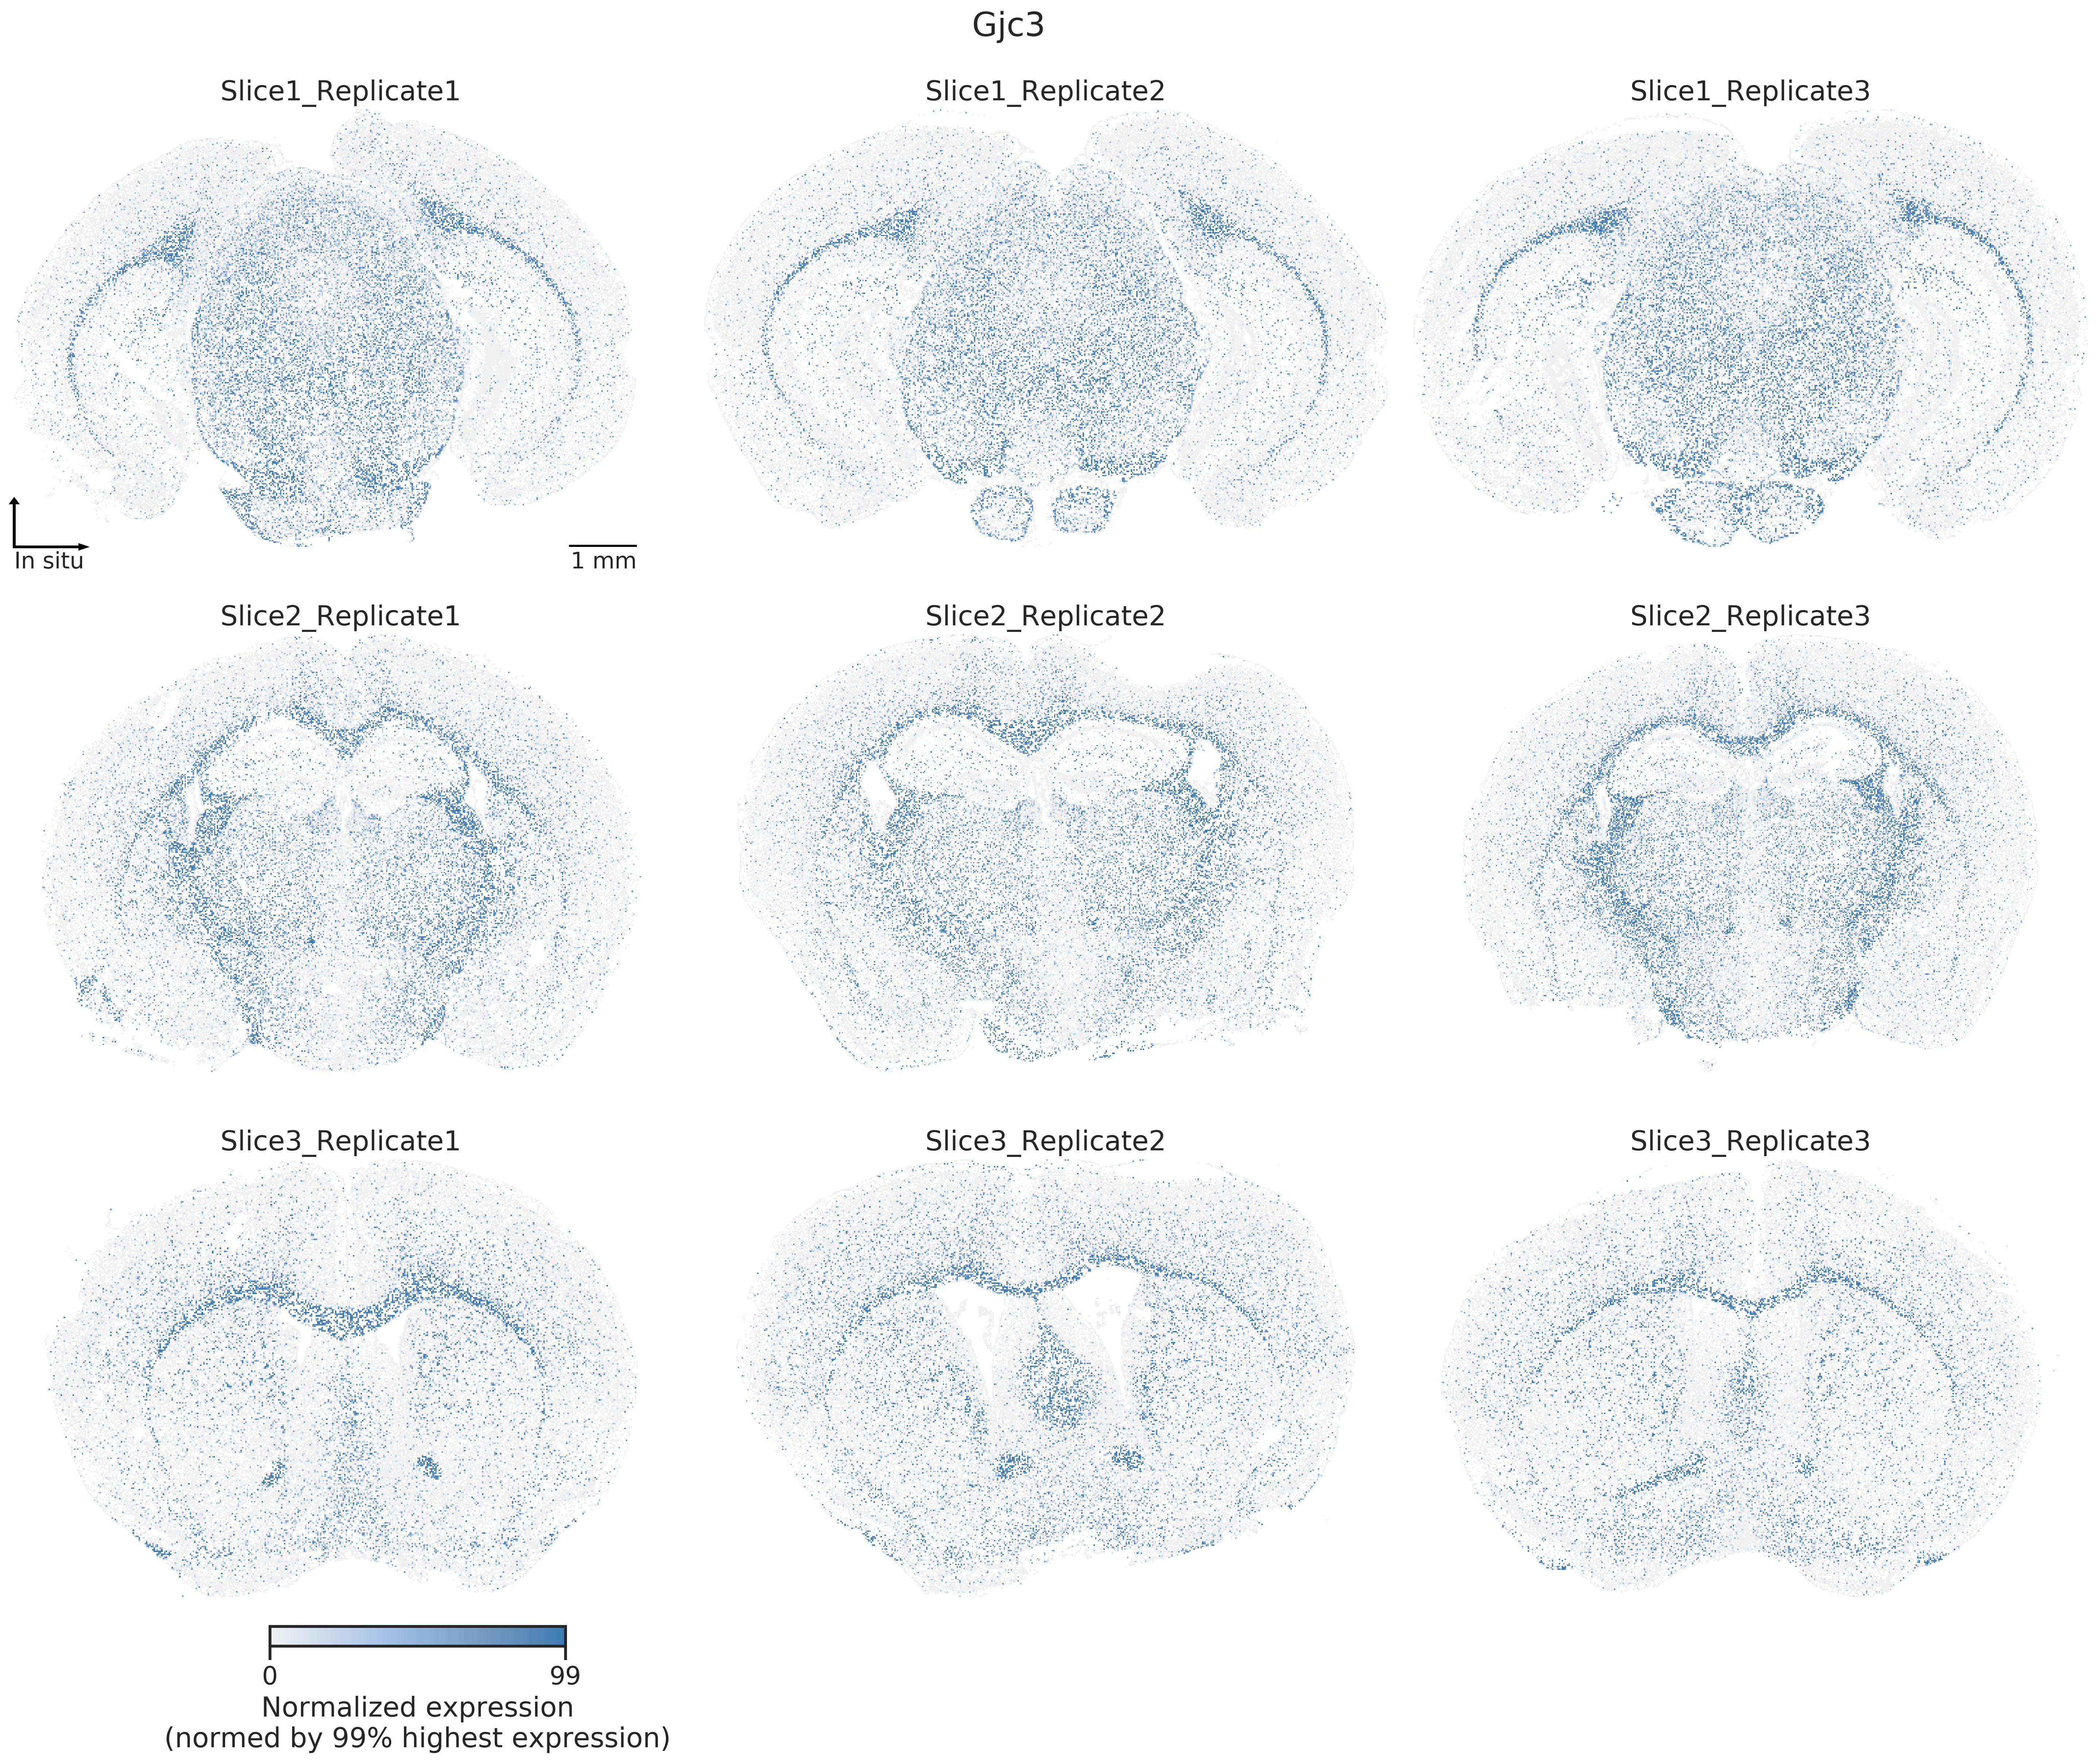 Gjc3
Slice1_Replicate1
Slice1_Replicate2
Slice1_Replicate3
In situ
1 mm
Slice2_Replicate1
Slice2_Replicate2
Slice2_Replicate3
Slice3_Replicate1
Slice3_Replicate2
Slice3_Replicate3
0
99
Normalized expression
(normed by 99% highest expression)